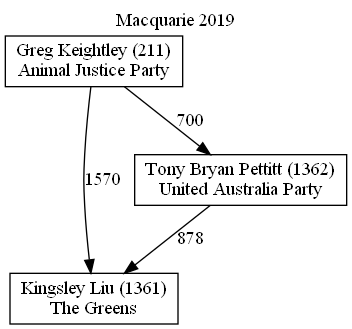 Macquarie 2019
Greg Keightley (211)
Animal Justice Party
700
1570
Tony Bryan Pettitt (1362)
United Australia Party
878
Kingsley Liu (1361)
The Greens